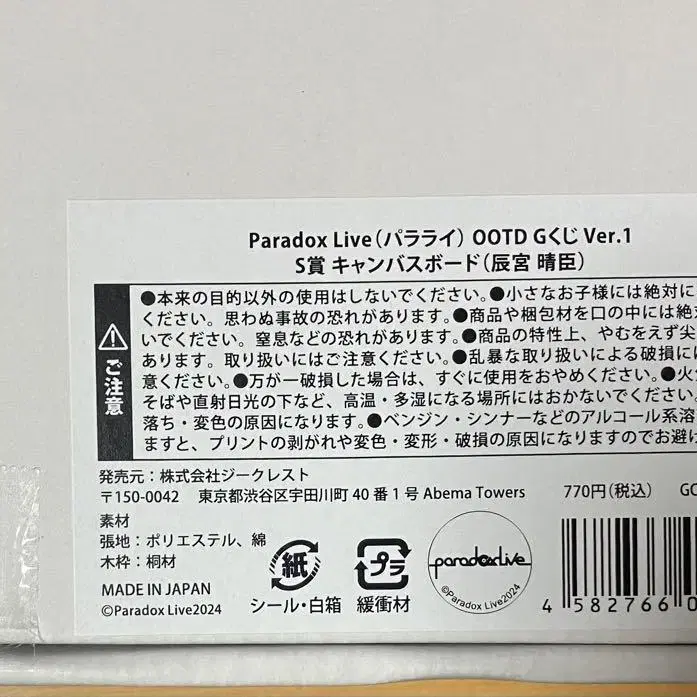 Paradox Live(パラライ) OOTD Gくじ Ver.1
S賞 キャンバスボード(辰宮 晴臣)
ご注意
●本来の目的以外の使用はしないでください。●小さなお子様には絶対に
ください。思わぬ事故の恐れがあります。●商品や梱包材を口の中には絶対
いでください。窒息などの恐れがあります。●商品の特性上、やむをえず尖
あります。取り扱いにはご注意ください。●乱暴な取り扱いによる破損には
意ください。●万が一破損した場合は、すぐに使用をおやめください。●火気
そばや直射日光の下など、高温・多湿になる場所にはおかないでください。
落ち・変色の原因になります。●ベンジン・シンナーなどのアルコール系溶
ますと、プリントの剥がれや変色・変形・破損の原因になりますのでお避け
発売元:株式会社ジークレスト
〒150-0042 東京都渋谷区宇田川町 40 番 1 号 Abema Towers
770円(税込) GC
素材
張地:ポリエステル、綿
木枠:桐材
MADE IN JAPAN
©Paradox Live2024
紙
シール・白箱
プラ
緩衝材
paradoxlive
©Paradox Live2024
4 582766 0